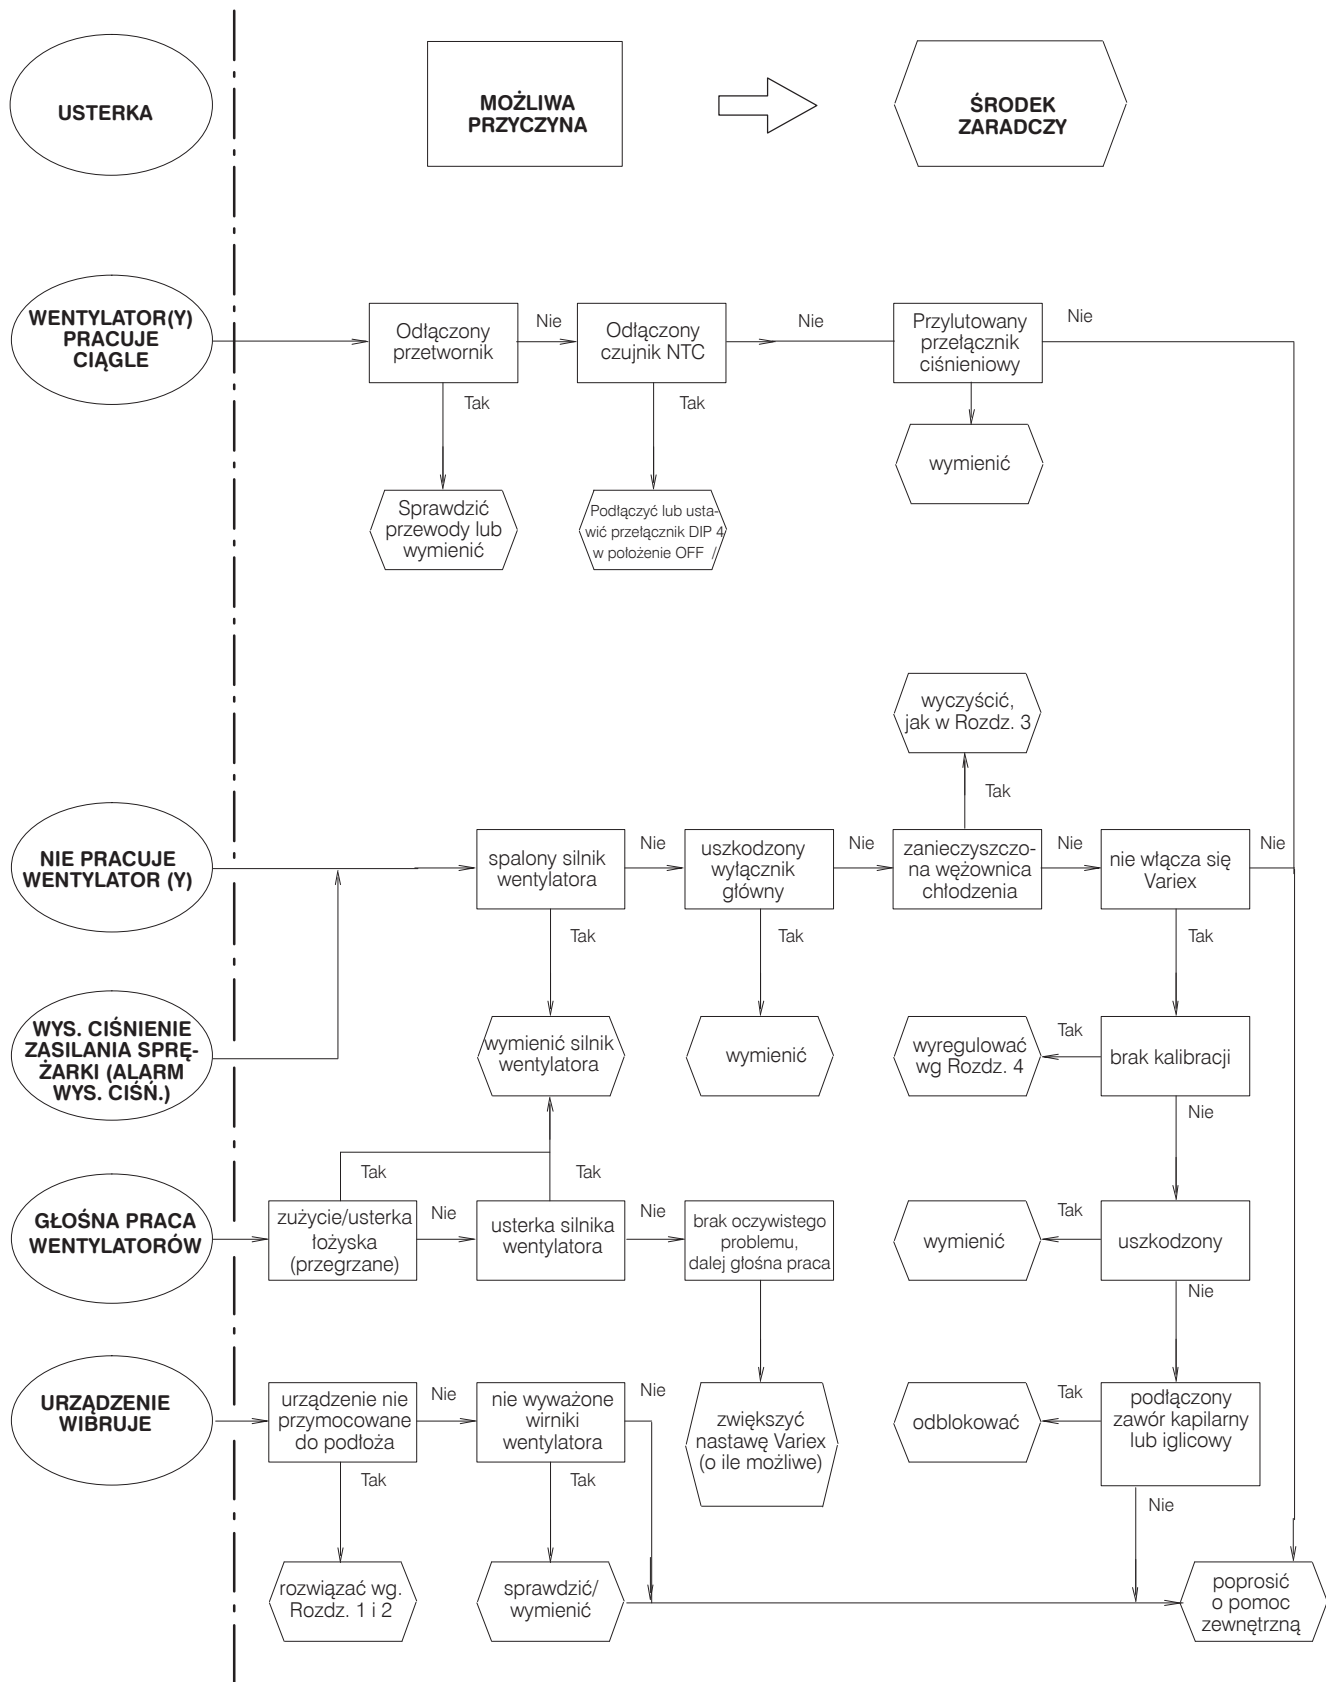 USTERKA
MOŻLIWA
PRZYCZYNA
ŚRODEK
ZARADCZY
WENTYLATOR(Y)
PRACUJE
CIĄGLE
Odłączony
przetwornik
Nie
Tak
Odłączony
czujnik NTC
Nie
Tak
Przylutowany
przełącznik
ciśnieniowy
Nie
wymienić
Sprawdzić
przewody lub
wymienić
Podłączyć lub usta-
wić przełącznik DIP 4
w położenie OFF /
wyczyścić,
jak w Rozdz. 3
Tak
NIE PRACUJE
WENTYLATOR (Y)
spalony silnik
wentylatora
Nie
Tak
uszkodzony
wyłącznik
główny
Nie
Tak
zanieczyszczo-
na wężownica
chłodzenia
Nie
nie włącza się
Variex
Nie
Tak
WYS. CIŚNIENIE
ZASILANIA SPRĘ-
ŻARKI (ALARM
WYS. CIŚŃ.)
wymienić silnik
wentylatora
wymienić
wyregulować
wg Rozdz. 4
Tak
brak kalibracji
Nie
GŁOŚNA PRACA
WENTYLATORÓW
Tak
zużycie/usterka
łożyska
(przegrzane)
Nie
Tak
usterka silnika
wentylatora
Nie
brak oczywistego
problemu,
dalej głośna praca
wymienić
Tak
uszkodzony
Nie
URZĄDZENIE
WIBRUJE
urządzenie nie
przymocowane
do podłoża
Nie
Tak
nie wyważone
wirniki
wentylatora
Nie
Tak
zwiększyć
nastawę Variex
(o ile możliwe)
odblokować
Tak
podłączony
zawór kapilarny
lub iglicowy
Nie
rozwiązać wg.
Rozdz. 1 i 2
sprawdzić/
wymienić
poprosić
o pomoc
zewnętrzną